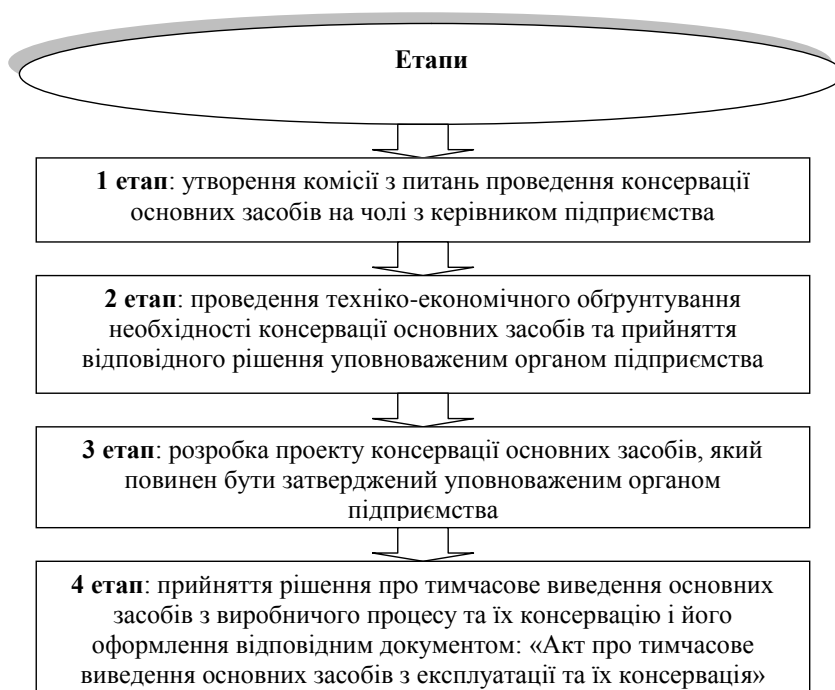 Етапи
1 етап: утворення комісії з питань проведення консервації
основних засобів на чолі з керівником підприємства
2 етап: проведення техніко-економічного обґрунтування
необхідності консервації основних засобів та прийняття
відповідного рішення уповноваженим органом підприємства
3 етап: розробка проекту консервації основних засобів, який
повинен бути затверджений уповноваженим органом
підприємства
4 етап: прийняття рішення про тимчасове виведення основних
засобів з виробничого процесу та їх консервацію і його
оформлення відповідним документом: «Акт про тимчасове
виведення основних засобів з експлуатації та їх консервація»